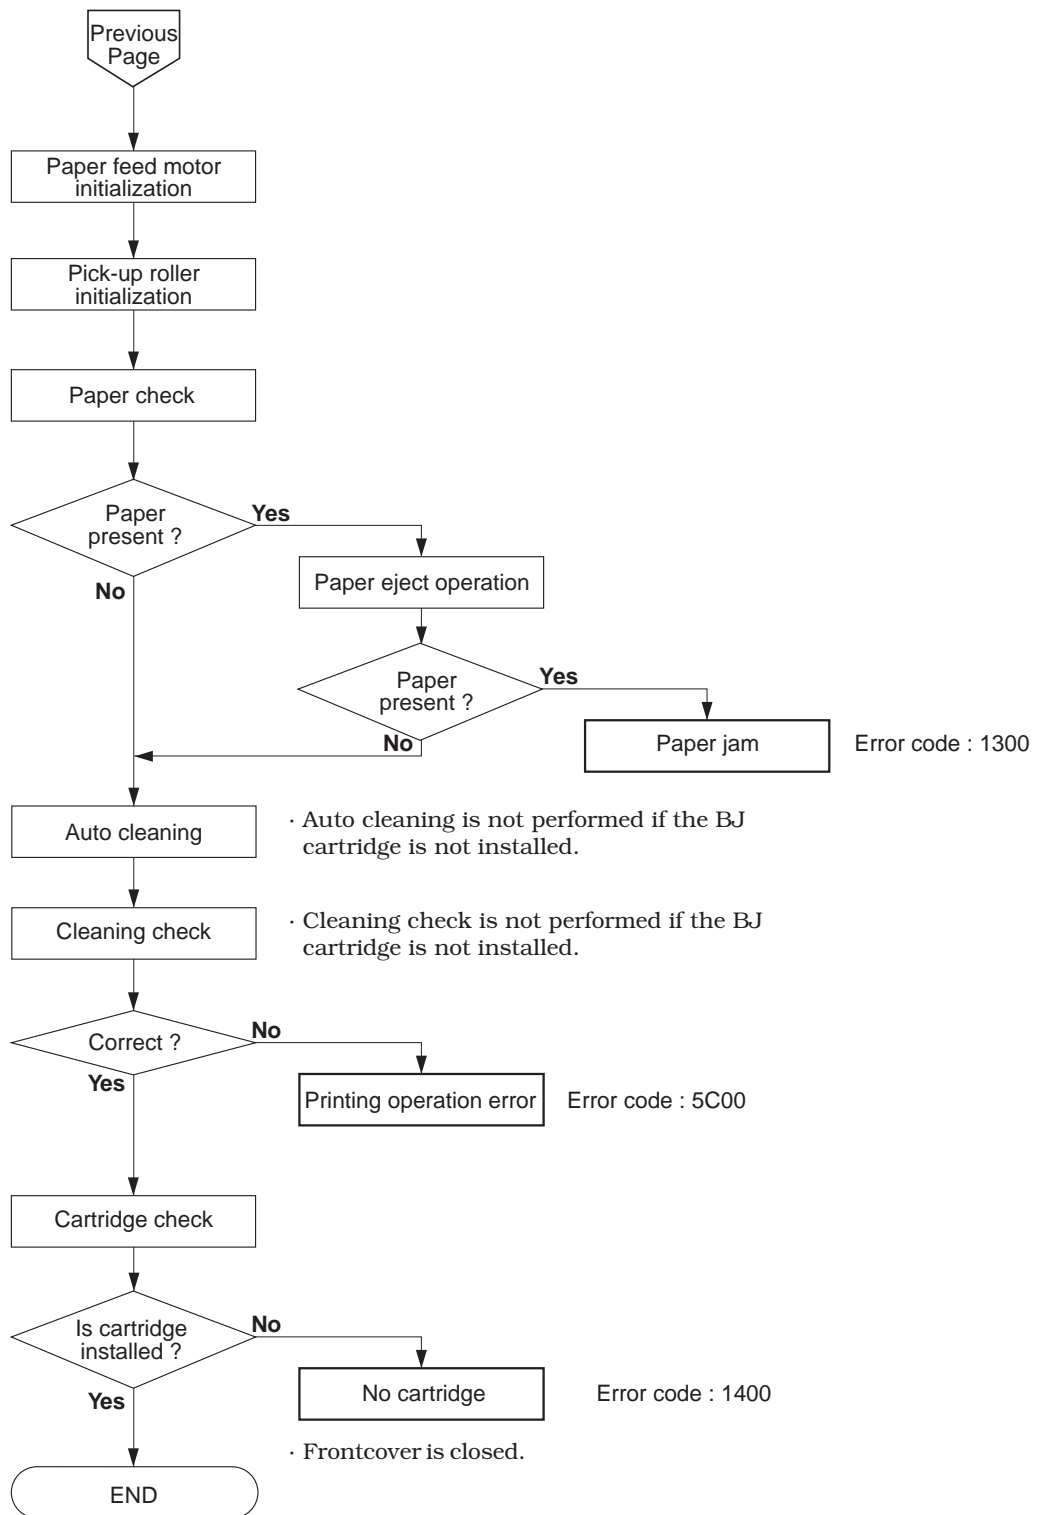 Previous
Page
Paper feed motor
initialization
Pick-up roller
initialization
Paper check
Paper
present ?
Yes
No
Paper eject operation
Paper
present ?
Yes
No
Paper jam
Error code : 1300
Auto cleaning
· Auto cleaning is not performed if the BJ
cartridge is not installed.
Cleaning check
· Cleaning check is not performed if the BJ
cartridge is not installed.
Correct ?
No
Yes
Printing operation error
Error code : 5C00
Cartridge check
Is cartridge
installed ?
No
Yes
No cartridge
Error code : 1400
· Frontcover is closed.
END